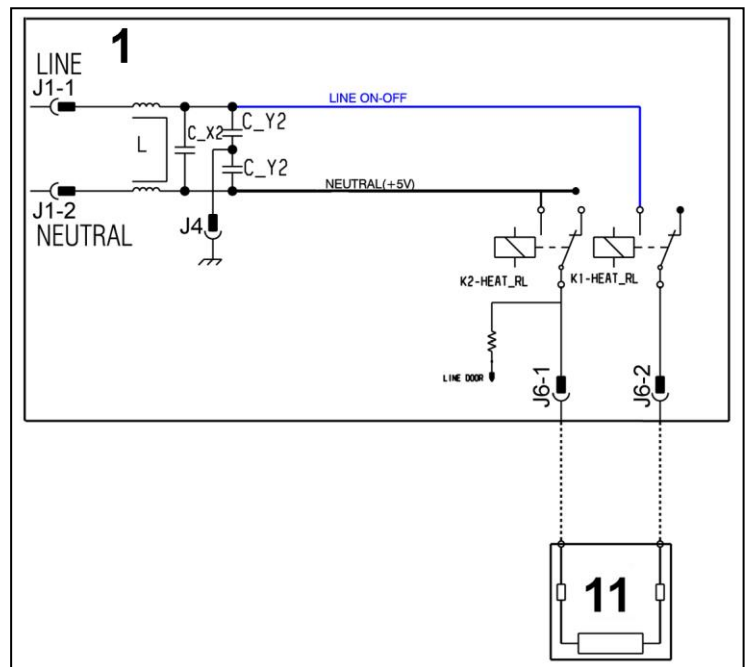 1
LINE
J1-1
LINE ON-OFF
C_Y2
C_X2
L
C_Y2
NEUTRAL(+5V)
J1-2
NEUTRAL
J4
K2-HEAT_RL
K1-HEAT_RL
LINE DOOR
J6-1
J6-2
11